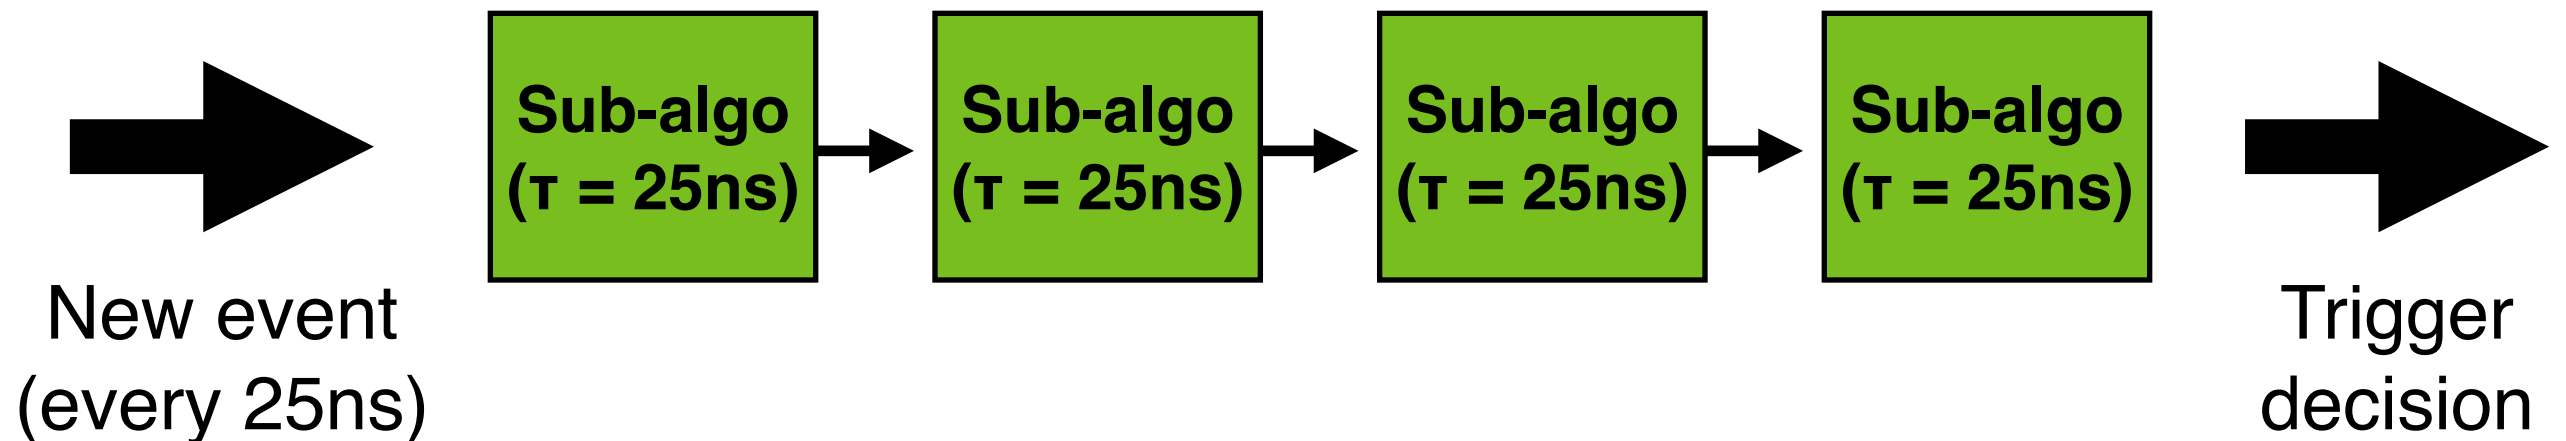 Sub-algo
(τ = 25ns)
Sub-algo
(τ = 25ns)
Sub-algo
(τ = 25ns)
Sub-algo
(τ = 25ns)
New event
(every 25ns)
Trigger
decision